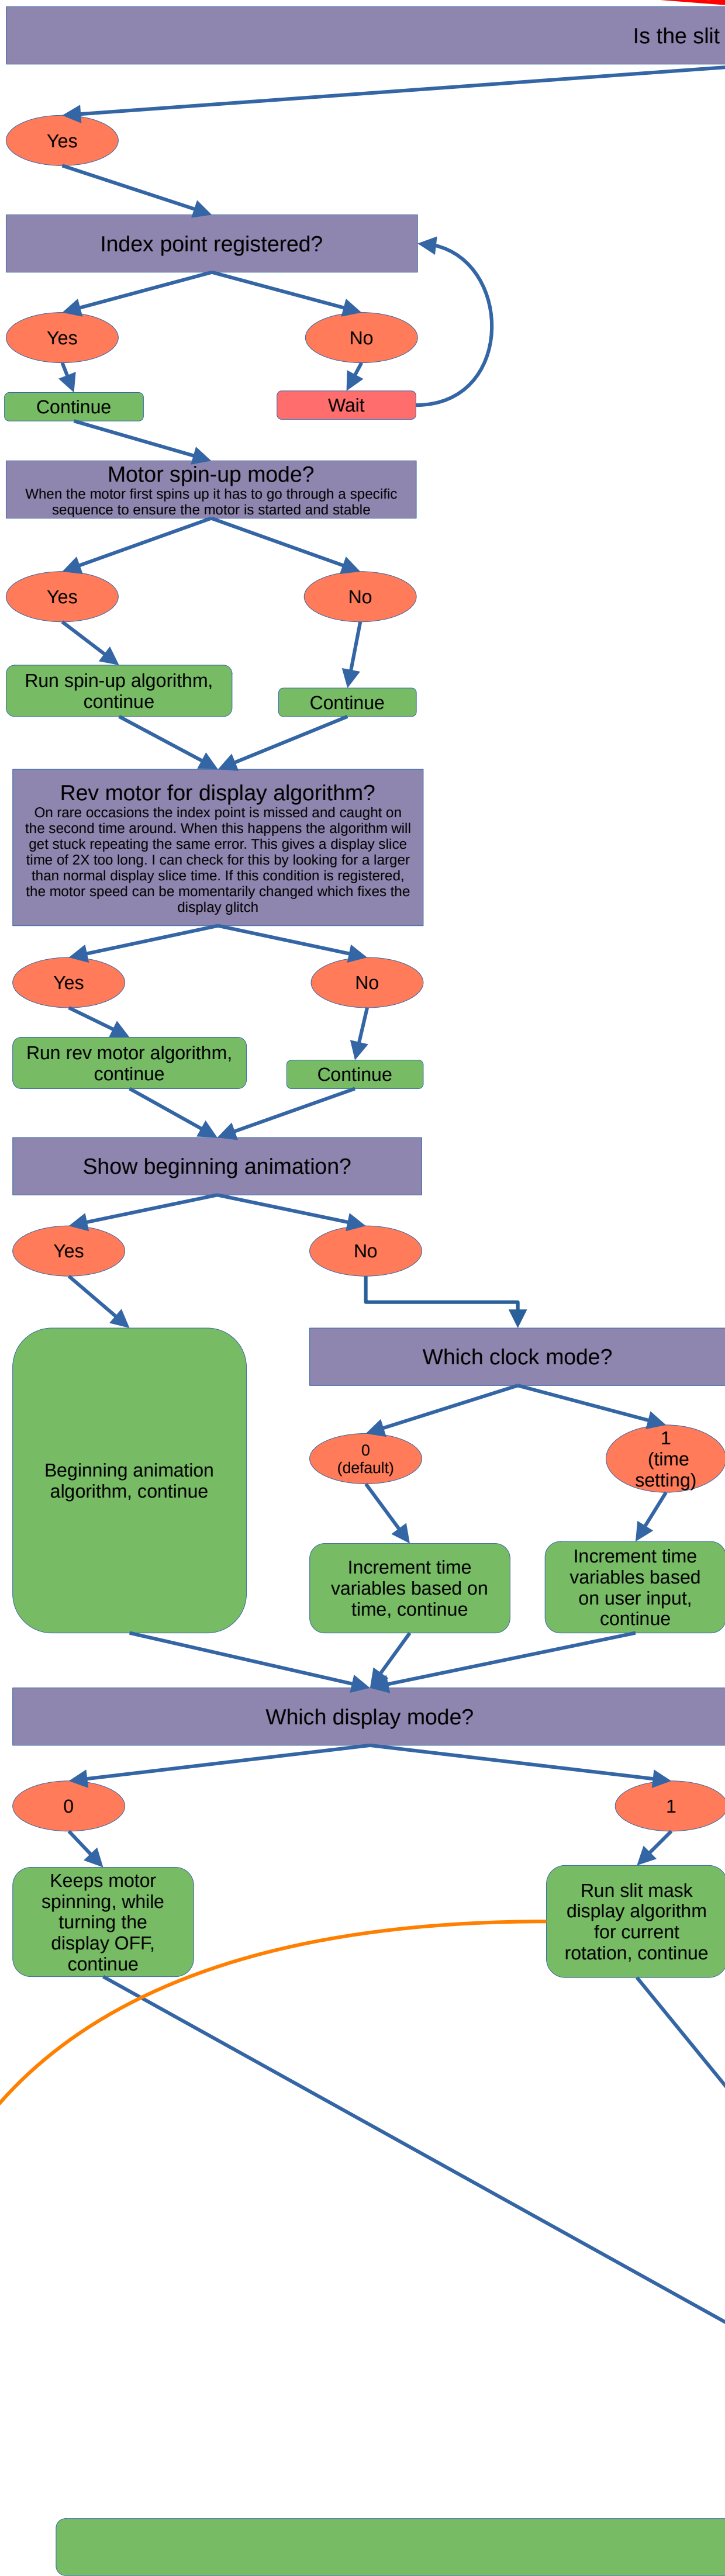 Is the slit
Yes
Index point registered?
Yes
No
Continue
Wait
Motor spin-up mode?
When the motor first spins up it has to go through a specific
sequence to ensure the motor is started and stable
Yes
No
Run spin-up algorithm,
continue
Continue
Rev motor for display algorithm?
On rare occasions the index point is missed and caught on
the second time around. When this happens the algorithm will
get stuck repeating the same error. This gives a display slice
time of 2X too long. I can check for this by looking for a larger
than normal display slice time. If this condition is registered,
the motor speed can be momentarily changed which fixes the
display glitch
Yes
No
Run rev motor algorithm,
continue
Continue
Show beginning animation?
Yes
No
Which clock mode?
0
(default)
1
(time
setting)
Beginning animation
algorithm, continue
Increment time
variables based on
time, continue
Increment time
variables based
on user input,
continue
Which display mode?
0
1
Keeps motor
spinning, while
turning the
display OFF,
continue
Run slit mask
display algorithm
for current
rotation, continue